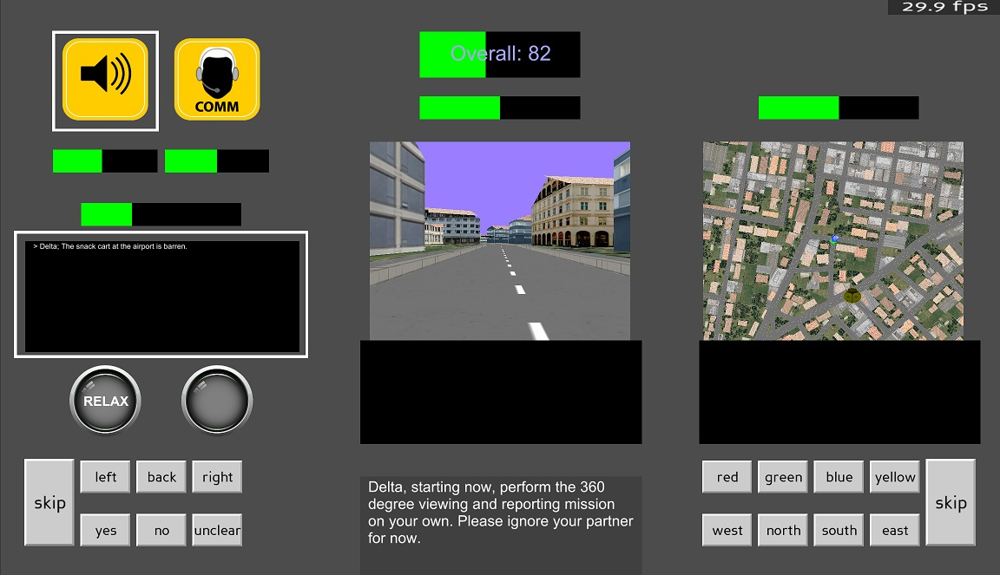 29.9 fps
COMM
Overall: 82
> Delta; The snack cart at the airport is barren.
RELAX
skip
left
back
right
yes
no
unclear
Delta, starting now, perform the 360
degree viewing and reporting mission
on your own. Please ignore your partner
for now.
red
green
blue
yellow
west
north
south
east
skip